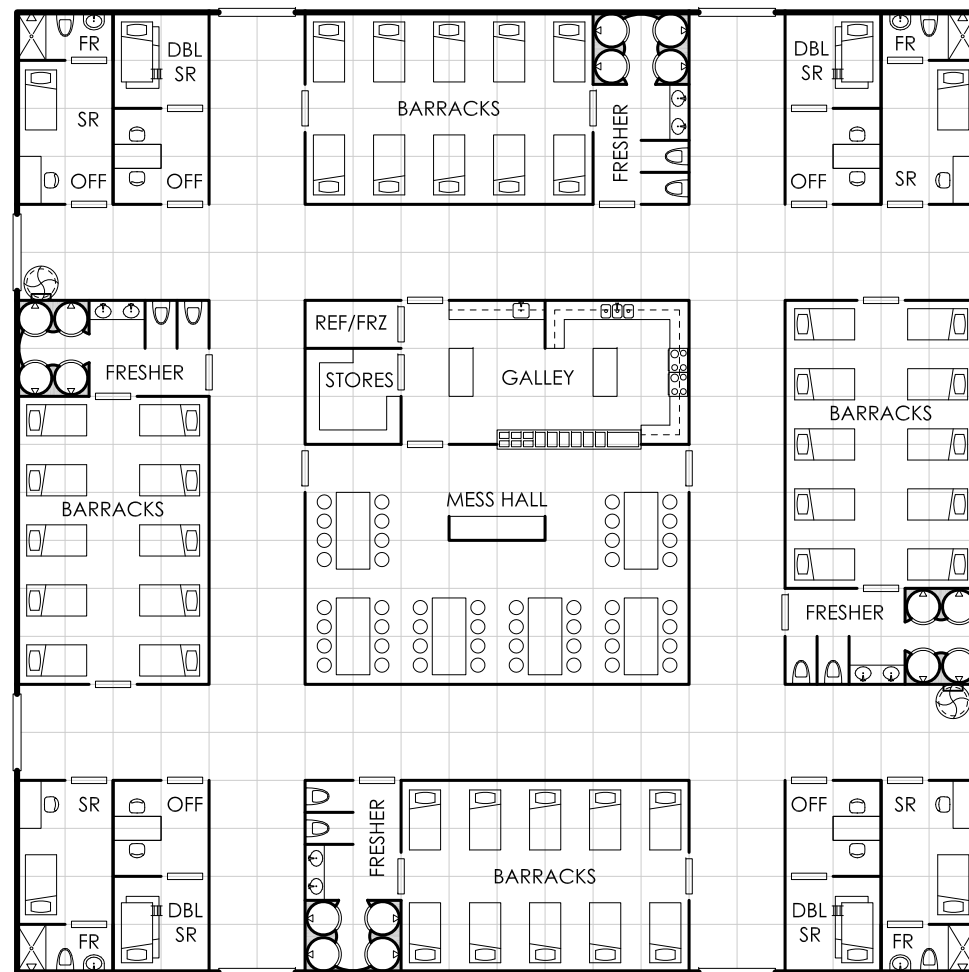 FR
DBL
SR
SR
OFF
OFF
BARRACKS
FRESHER
DBL
SR
FR
OFF
SR
FRESHER
BARRACKS
REF/FRZ
STORES
GALLEY
MESS HALL
BARRACKS
FRESHER
SR
OFF
DBL
SR
FR
FRESHER
BARRACKS
OFF
SR
DBL
SR
FR